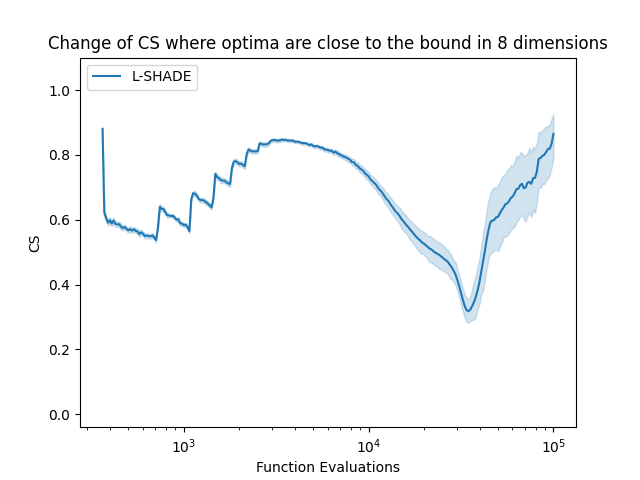 Change of CS where optima are close to the bound in 8 dimensions
L-SHADE
1.0
0.8
0.6
0.4
0.2
0.0
CS
10³
10⁴
10⁵
Function Evaluations